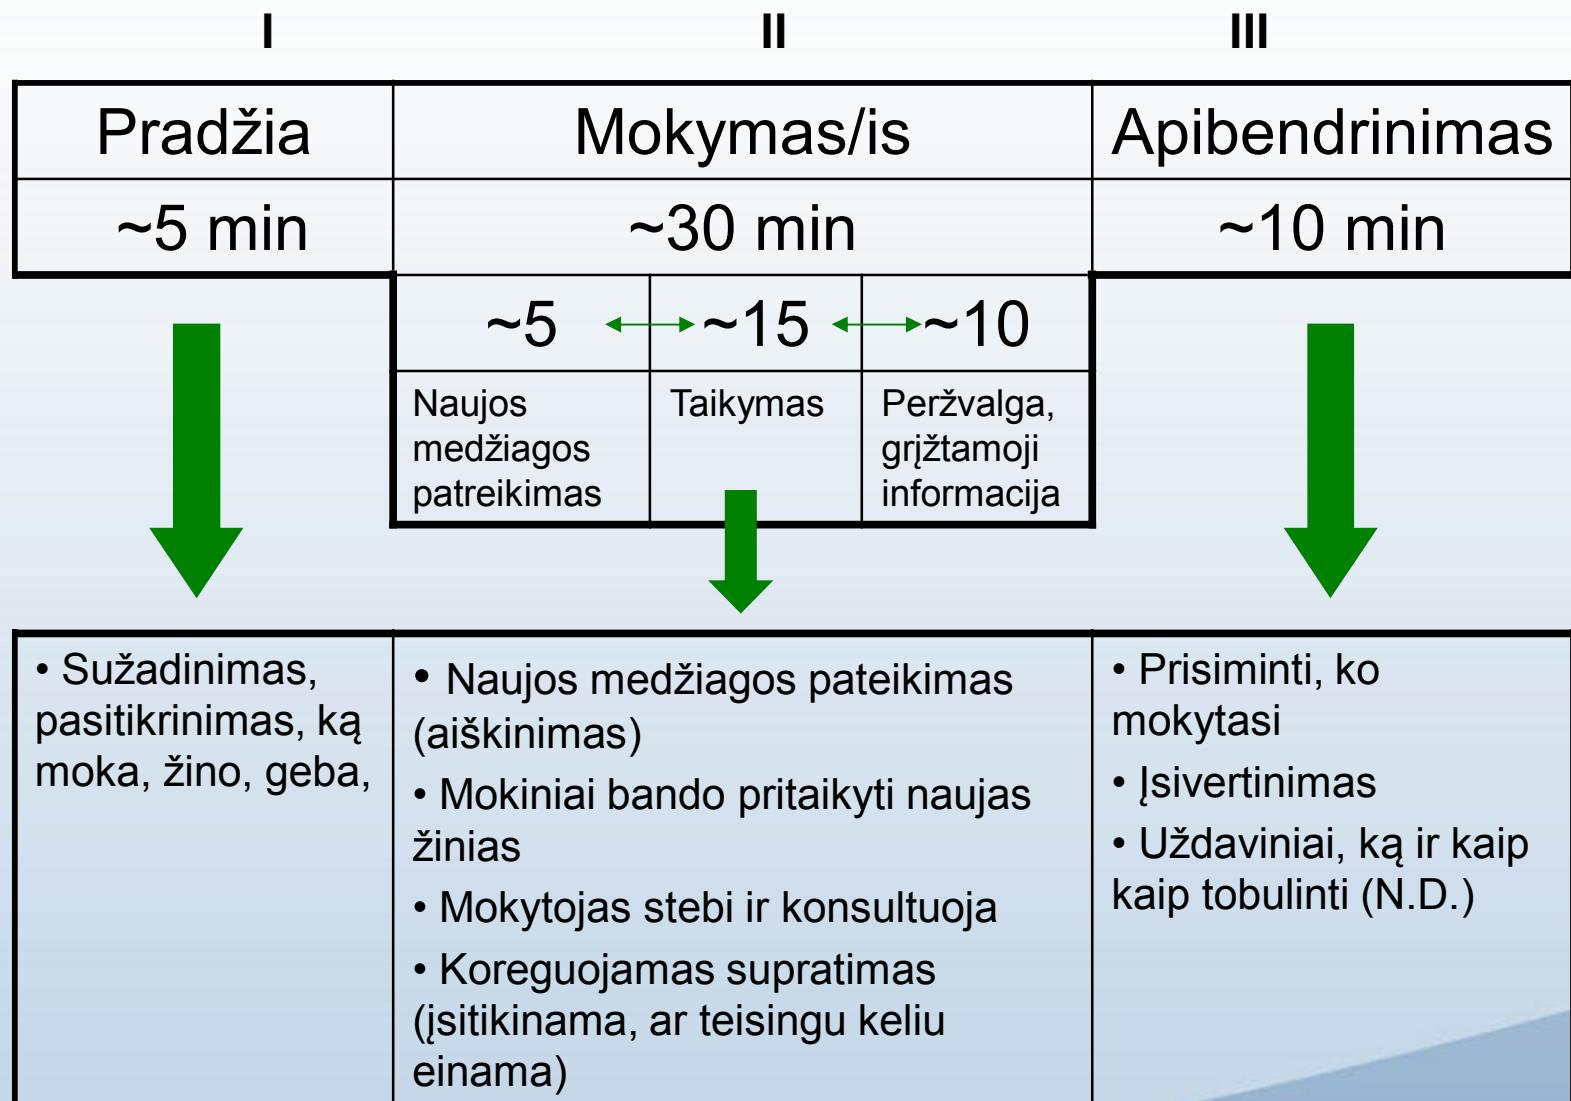 I
II
III
Pradžia
Mokymas/is
Apibendrinimas
~5 min
~30 min
~10 min
~5
~15
~10
Naujos
medžiagos
patreikimas
Taikymas
Peržvalga,
grįžtamoji
informacija
• Sužadinimas,
pasitikrinimas, ką
moka, žino, geba,
• Naujos medžiagos pateikimas
(aiškinimas)
• Mokiniai bando pritaikyti naujas
žinias
• Mokytojas stebi ir konsultuoja
• Koreguojamas supratimas
(įsitikinama, ar teisingu keliu
einama)
• Prisiminti, ko
mokytasi
• Įsivertinimas
• Uždaviniai, ką ir kaip
kaip tobulinti (N.D.)